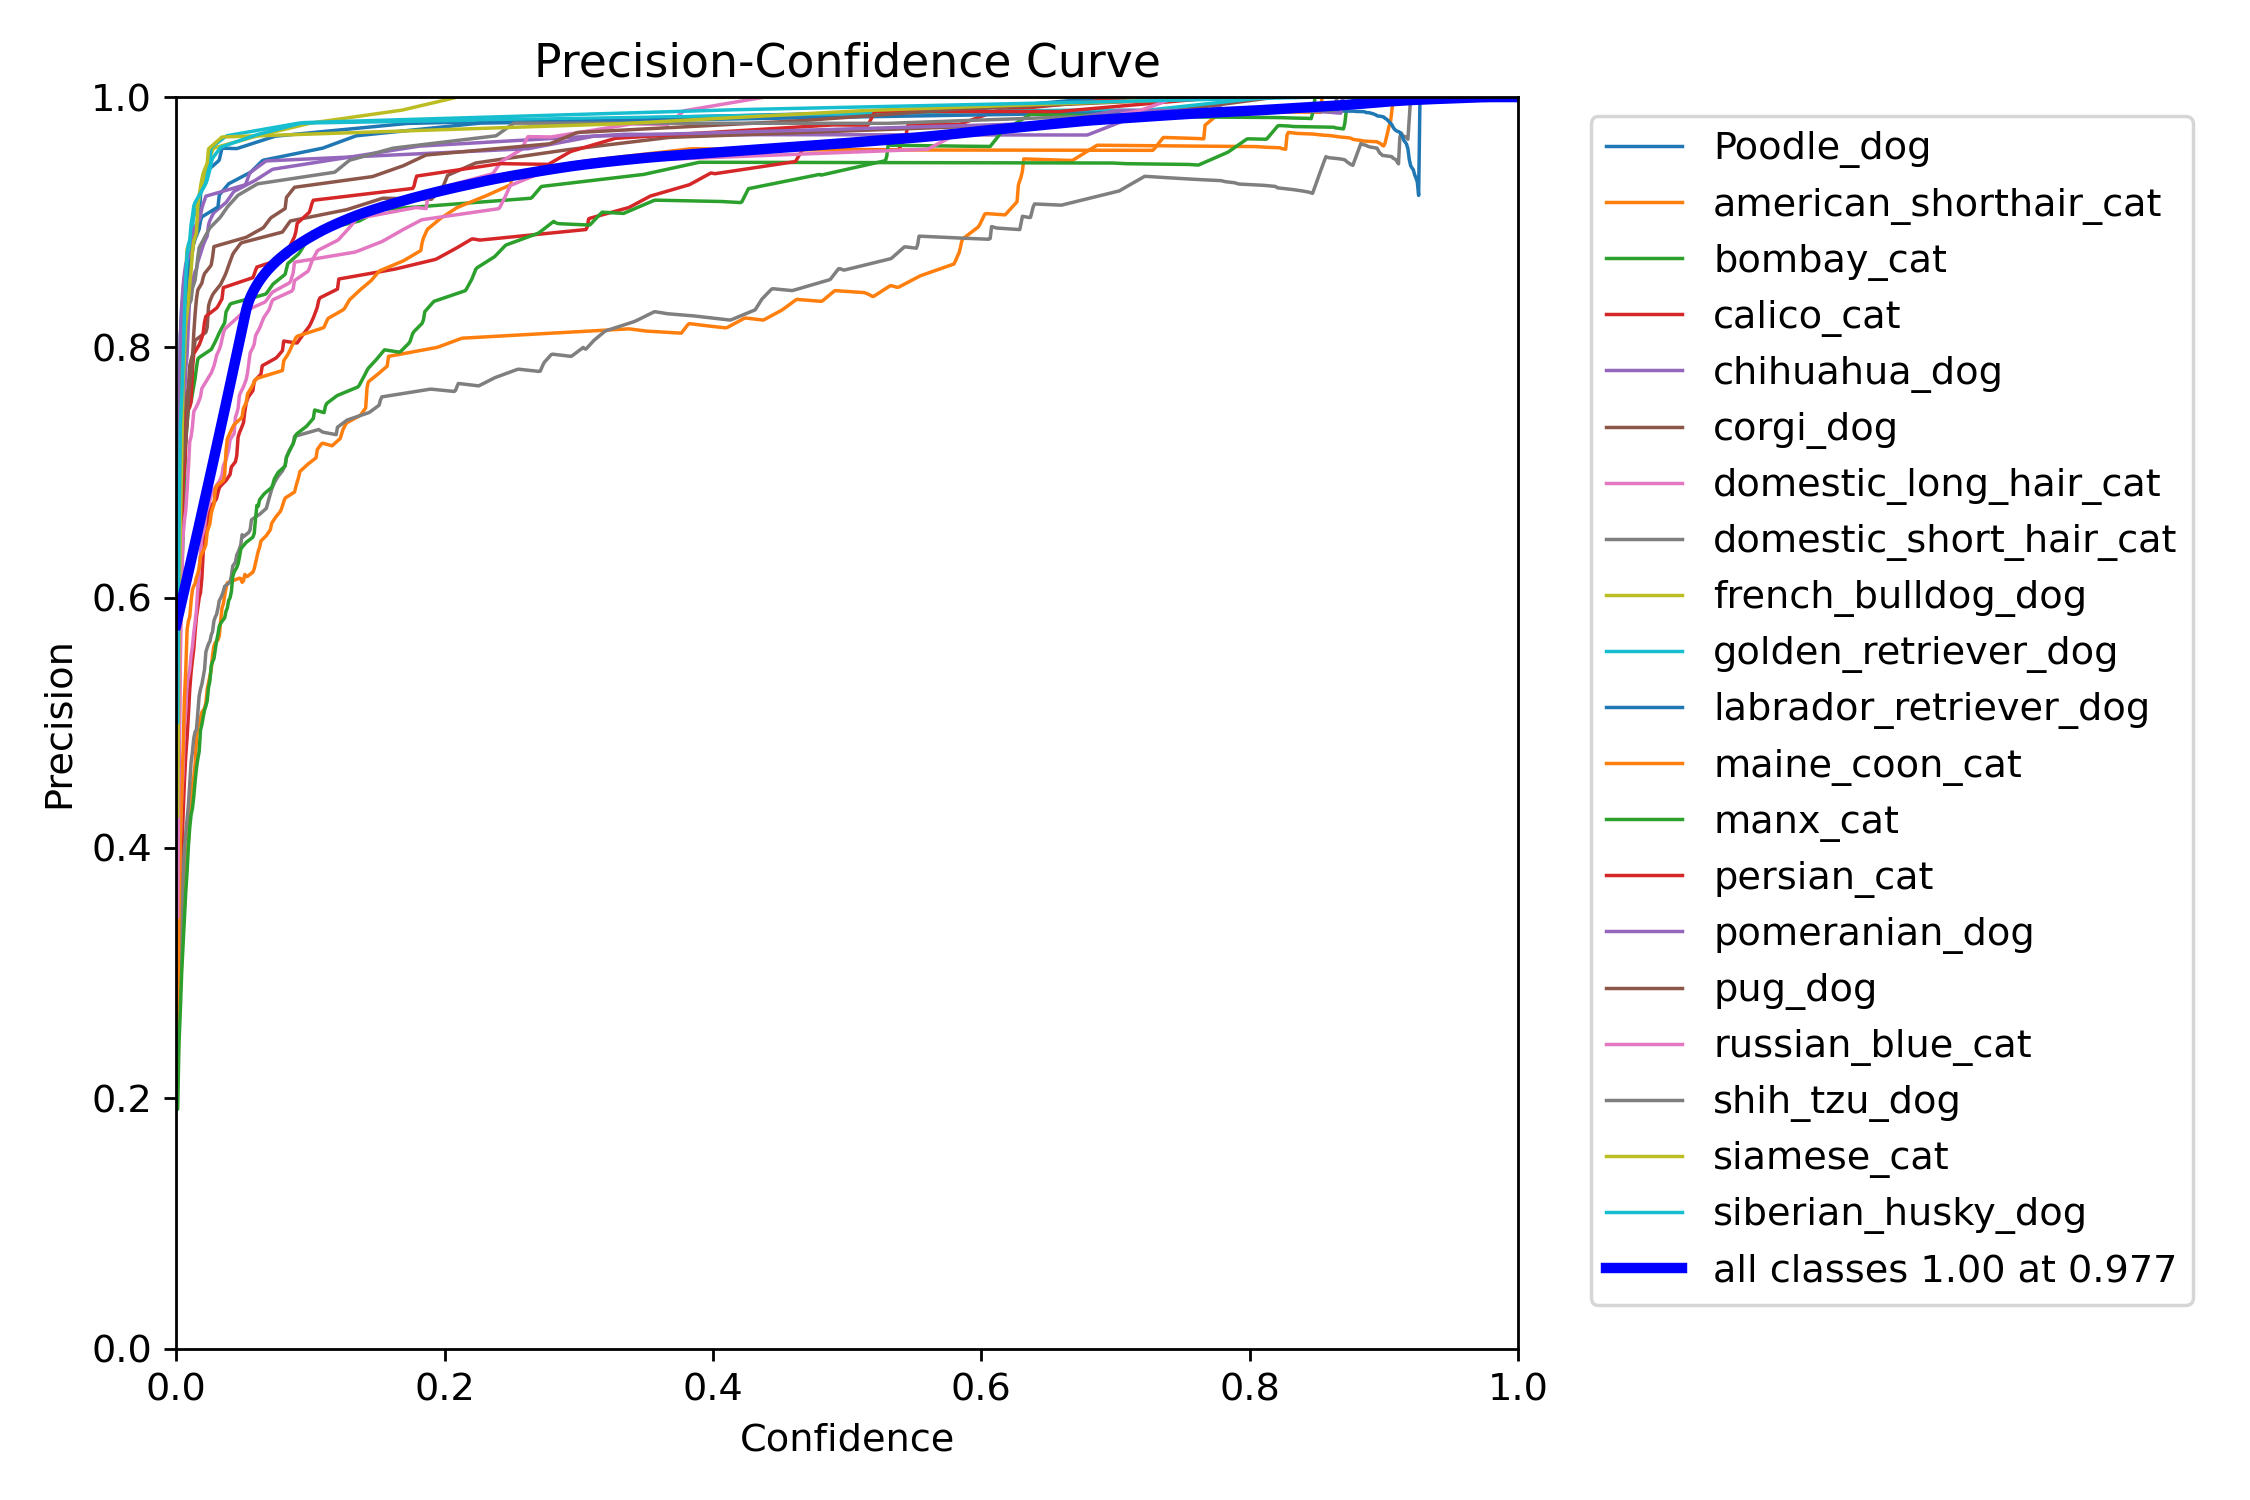 Precision-Confidence Curve
1.0
0.8
0.6
0.4
0.2
0.0
Precision
0.0 0.2 0.4 0.6 0.8 1.0
Confidence
Poodle_dog
american_shorthair_cat
bombay_cat
calico_cat
chihuahua_dog
corgi_dog
domestic_long_hair_cat
domestic_short_hair_cat
french_bulldog_dog
golden_retriever_dog
labrador_retriever_dog
maine_coon_cat
manx_cat
persian_cat
pomeranian_dog
pug_dog
russian_blue_cat
shih_tzu_dog
siamese_cat
siberian_husky_dog
all classes 1.00 at 0.977